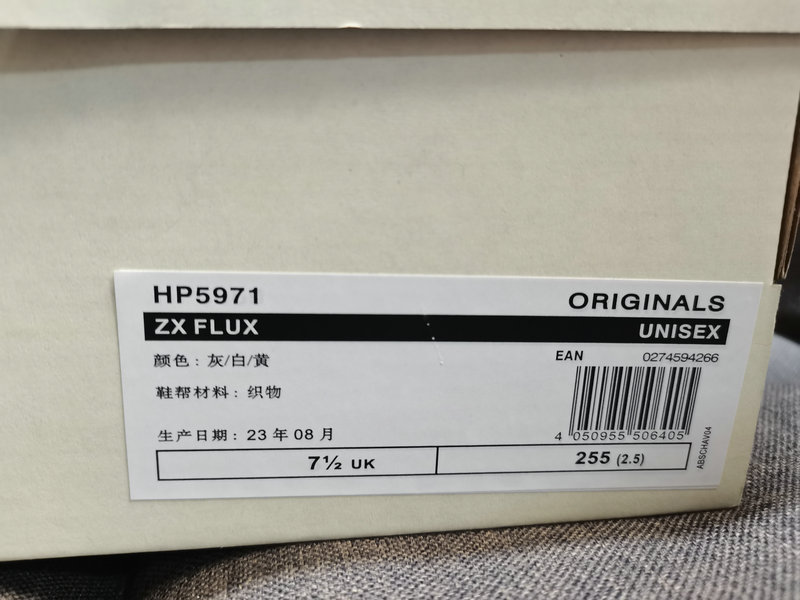 HP5971
ORIGINALS
ZX FLUX
UNISEX
颜色：灰/白/黄
EAN
0274594266
鞋帮材料：织物
4 050955 506405
ABSCHAV04
生产日期：23 年 08 月
7½ UK
255 (2.5)